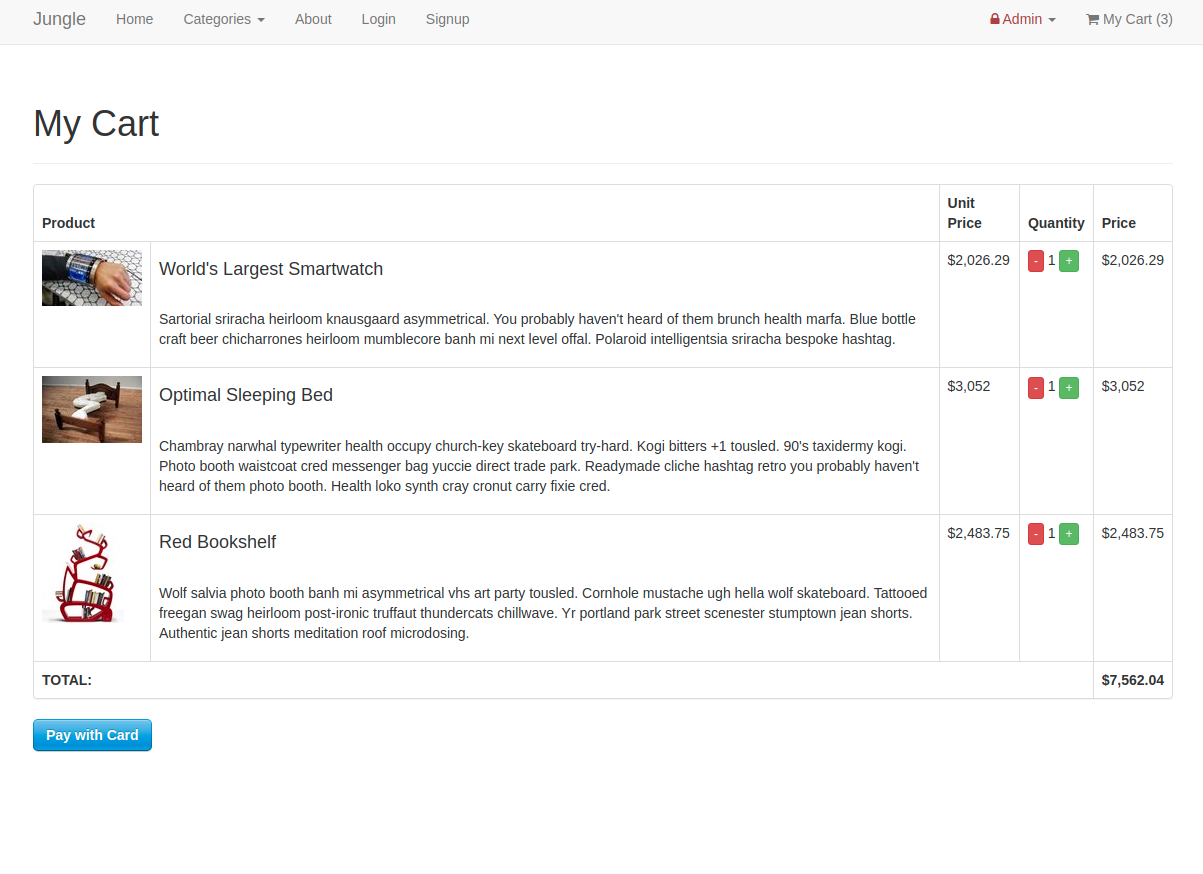 Jungle Home Categories About Login Signup Admin My Cart (3)
My Cart
Product Unit Price Quantity Price
World's Largest Smartwatch $2,026.29 - 1 + $2,026.29
Sartorial sriracha heirloom knausgaard asymmetrical. You probably haven't heard of them brunch health marfa. Blue bottle
craft beer chicharrones heirloom mumblecore banh mi next level offal. Polaroid intelligentsia sriracha bespoke hashtag.
Optimal Sleeping Bed $3,052 - 1 + $3,052
Chambray narwhal typewriter health occupy church-key skateboard try-hard. Kogi bitters +1 tousled. 90's taxidermy kogi.
Photo booth waistcoat cred messenger bag yuccie direct trade park. Readymade cliche hashtag retro you probably haven't
heard of them photo booth. Health loko synth cray cronut carry fixie cred.
Red Bookshelf $2,483.75 - 1 + $2,483.75
Wolf salvia photo booth banh mi asymmetrical vhs art party tousled. Cornhole mustache ugh hella wolf skateboard. Tattooed
freegan swag heirloom post-ironic truffaut thundercats chillwave. Yr portland park street scenester stumptown jean shorts.
Authentic jean shorts meditation roof microdosing.
TOTAL: $7,562.04
Pay with Card